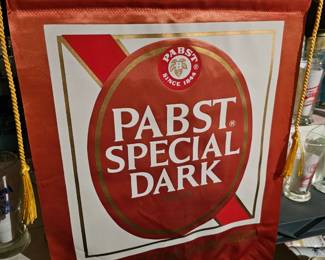 PABST
SINCE 1844
PABST®
SPECIAL
DARK